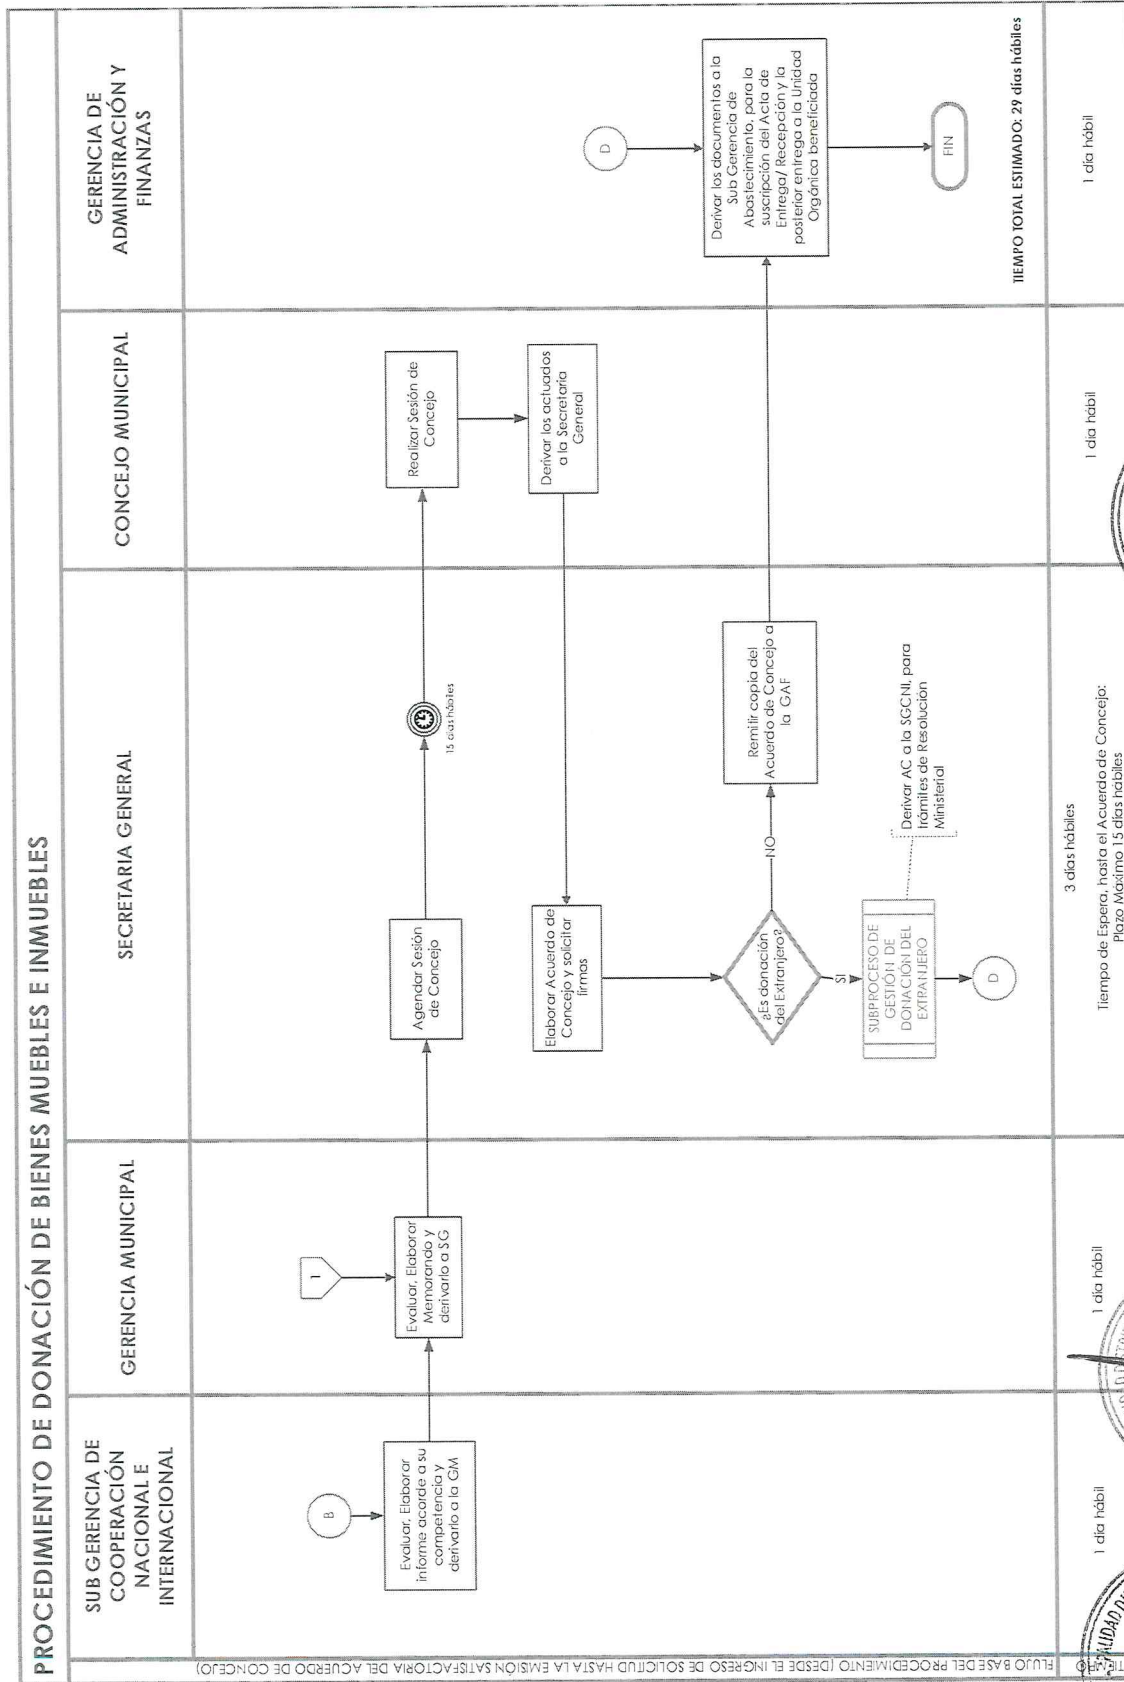 PROCEDIMIENTO DE DONACIÓN DE BIENES MUEBLES E INMUEBLES
SUB GERENCIA DE
COOPERACIÓN
NACIONAL E
INTERNACIONAL
GERENCIA MUNICIPAL
SECRETARIA GENERAL
CONCEJO MUNICIPAL
GERENCIA DE
ADMINISTRACIÓN Y
FINANZAS
FLUJO BASE DEL PROCEDIMIENTO (DESDE EL INGRESO DE SOLICITUD HASTA LA EMISIÓN SATISFACTORIA DEL ACUERDO DE CONCEJO)
B
Evaluar, Elaborar
informe acorde a su
competencia y
derivarlo a la GM
1
Evaluar, Elaborar
Memorando y
derivarlo a SG
Agendar Sesión
de Concejo
15 días hábiles
Realizar Sesión de
Concejo
Derivar los actuados
a la Secretaria
General
Elaborar Acuerdo de
Concejo y solicitar
firmas
¿Es donación
del Extranjero?
NO
Remitir copia del
Acuerdo de Concejo a
la GAF
SI
SUBPROCESO DE
GESTIÓN DE
DONACIÓN DEL
EXTRANJERO
Derivar AC a la SGCNI, para
trámites de Resolución
Ministerial
D
D
Derivar los documentos a la
Sub Gerencia de
Abastecimiento, para la
suscripción del Acta de
Entrega/ Recepción y la
posterior entrega a la Unidad
Orgánica beneficiada
FIN
TIEMPO TOTAL ESTIMADO: 29 días hábiles
1 día hábil
1 día hábil
3 días hábiles
Tiempo de Espera, hasta el Acuerdo de Concejo:
Plazo Máximo 15 días hábiles
1 día hábil
1 día hábil